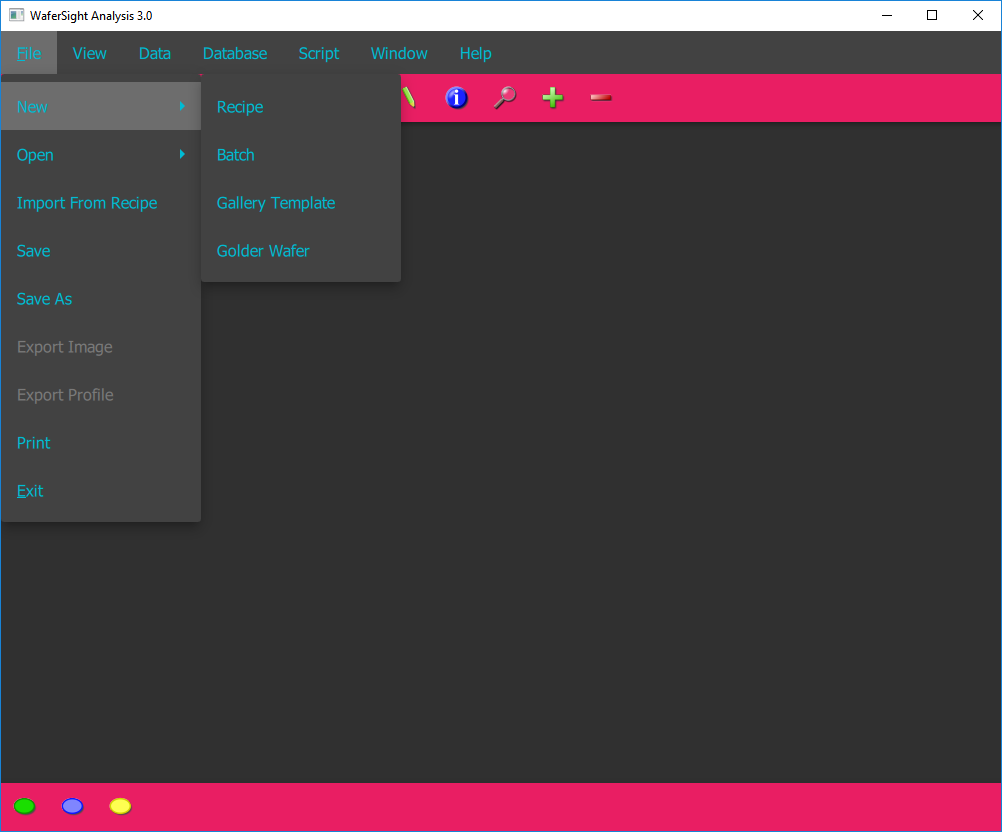 WaferSight Analysis 3.0
File View Data Database Script Window Help
New
Open
Import From Recipe
Save
Save As
Export Image
Export Profile
Print
Exit
Recipe
Batch
Gallery Template
Golder Wafer